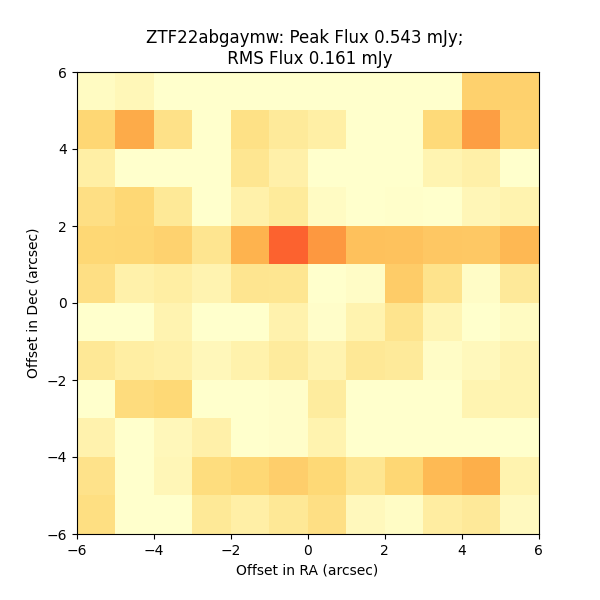 ZTF22abgaymw: Peak Flux 0.543 mJy;
RMS Flux 0.161 mJy
6
4
2
0
−2
−4
−6
Offset in Dec (arcsec)
−6 −4 −2 0 2 4 6
Offset in RA (arcsec)